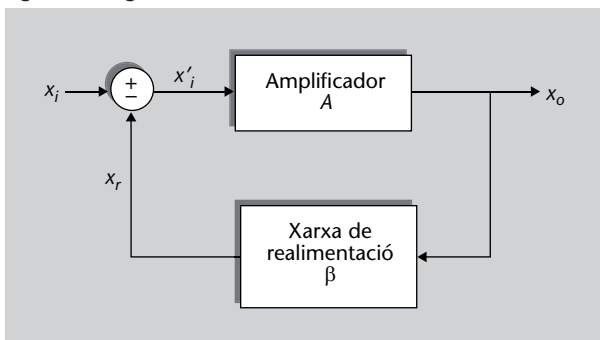 xᵢ
+
−
x'ᵢ
Amplificador
A
xₒ
xᵣ
Xarxa de
realimentació
β